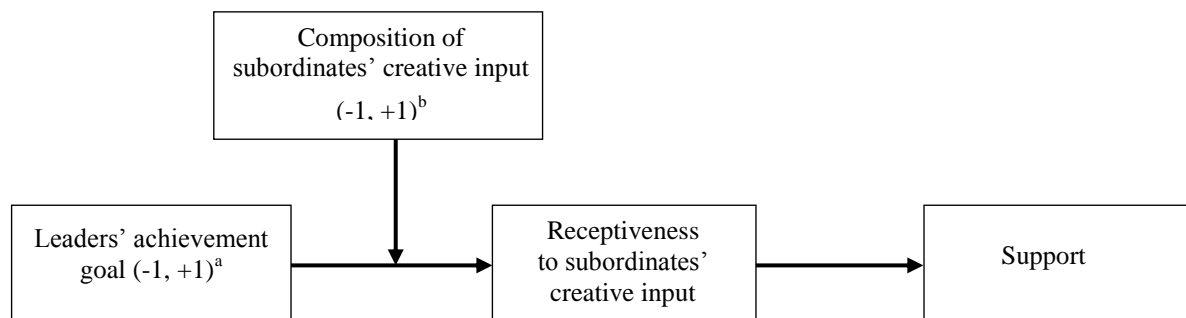 Composition of
subordinates’ creative input
(-1, +1)b
Leaders’ achievement
goal (-1, +1)a
Receptiveness
to subordinates’
creative input
Support